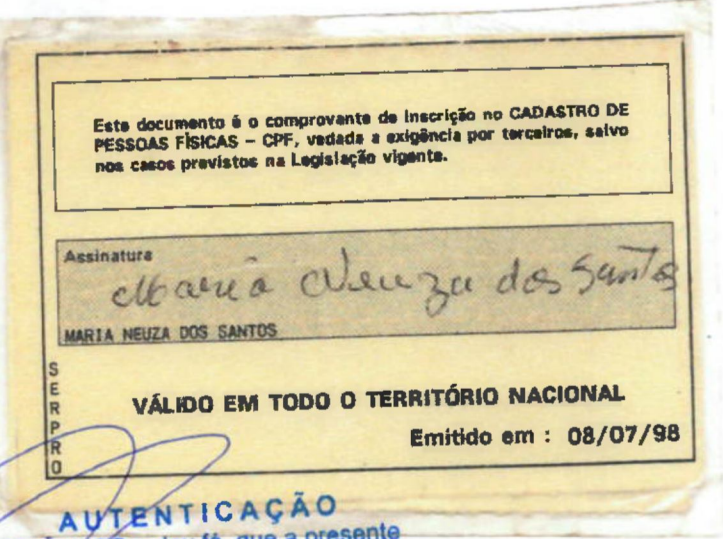 Este documento é o comprovante de Inscrição no CADASTRO DE
PESSOAS FÍSICAS – CPF, vedada a exigência por terceiros, salvo
nos casos previstos na Legislação vigente.
Assinatura
Maria Neuza dos Santos
MARIA NEUZA DOS SANTOS
SERPRO
VÁLIDO EM TODO O TERRITÓRIO NACIONAL
Emitido em : 08/07/98
AUTENTICAÇÃO
fé, que a presente